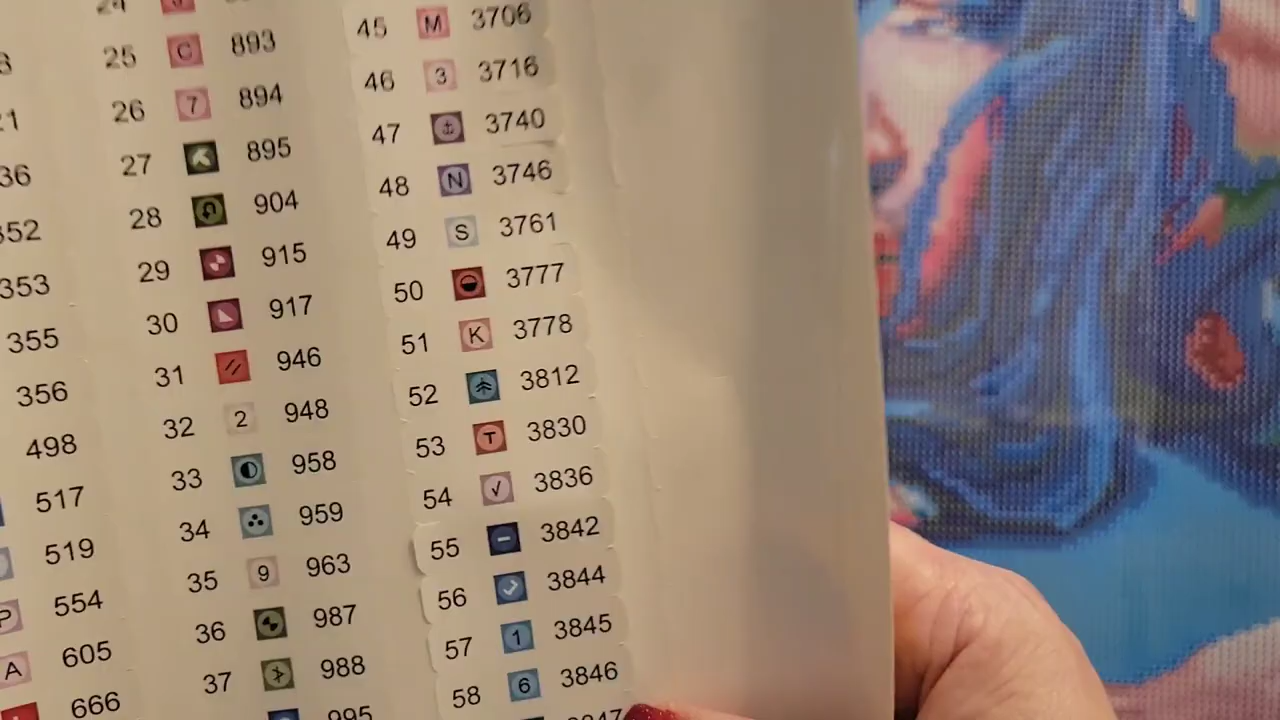 45 M 3706
25 C 893
46 3 3716
26 7 894
47 3740
27 895
48 N 3746
28 904
49 S 3761
29 915
50 3777
30 917
51 K 3778
31 946
52 3812
32 2 948
53 T 3830
33 958
54 √ 3836
34 959
55 3842
35 9 963
56 3844
36 987
57 1 3845
37 988
58 6 3846
353
355
356
498
517
519
P 554
A 605
666
995